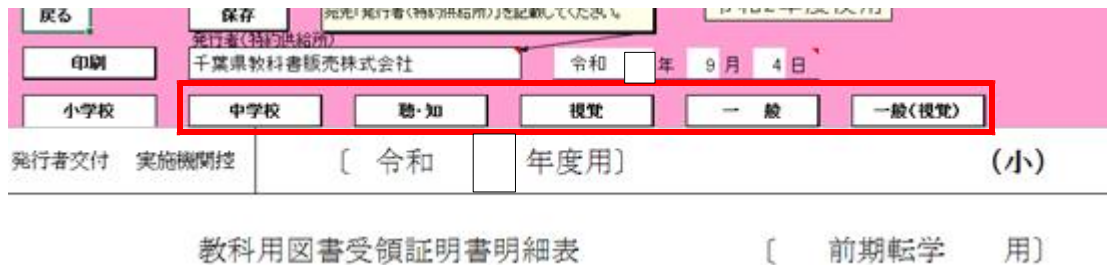 戻る 保存 宛先「発行者(特約供給所)」を記載してください。
発行者(特約供給所)
印刷 千葉県教科書販売株式会社 令和 年 9 月 4 日
小学校 中学校 聴・知 視覚 一 般 一般(視覚)
発行者交付 実施機関控 〔 令和 年度用〕 (小)
教科用図書受領証明書明細表 〔 前期転学 用〕